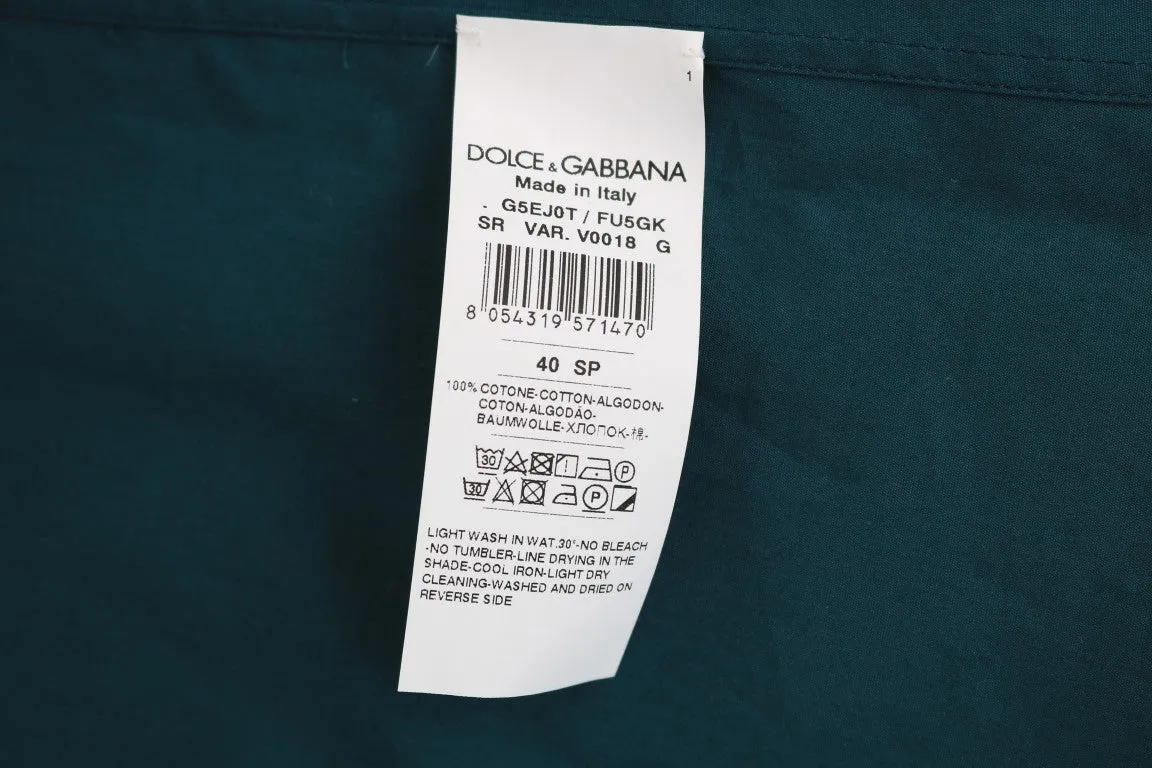 1
DOLCE & GABBANA
Made in Italy
. G5EJ0T / FU5GK
SR VAR. V0018 G
8 054319 571470
40 SP
100% COTONE-COTTON-ALGODON-
COTON-ALGODÃO-
BAUMWOLLE-ХЛОПОК-棉-
30 P
30 P
LIGHT WASH IN WAT.30°-NO BLEACH
-NO TUMBLER-LINE DRYING IN THE
SHADE-COOL IRON-LIGHT DRY
CLEANING-WASHED AND DRIED ON
REVERSE SIDE